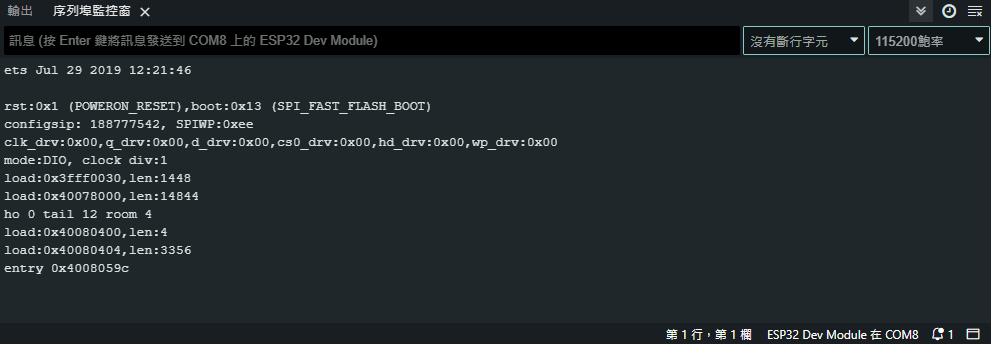 輸出 序列埠監控窗
訊息 (按 Enter 鍵將訊息發送到 COM8 上的 ESP32 Dev Module) 沒有斷行字元 115200鮑率
ets Jul 29 2019 12:21:46
rst:0x1 (POWERON_RESET),boot:0x13 (SPI_FAST_FLASH_BOOT)
configsip: 188777542, SPIWP:0xee
clk_drv:0x00,q_drv:0x00,d_drv:0x00,cs0_drv:0x00,hd_drv:0x00,wp_drv:0x00
mode:DIO, clock div:1
load:0x3fff0030,len:1448
load:0x40078000,len:14844
ho 0 tail 12 room 4
load:0x40080400,len:4
load:0x40080404,len:3356
entry 0x4008059c
第 1 行，第 1 欄 ESP32 Dev Module 在 COM8 1